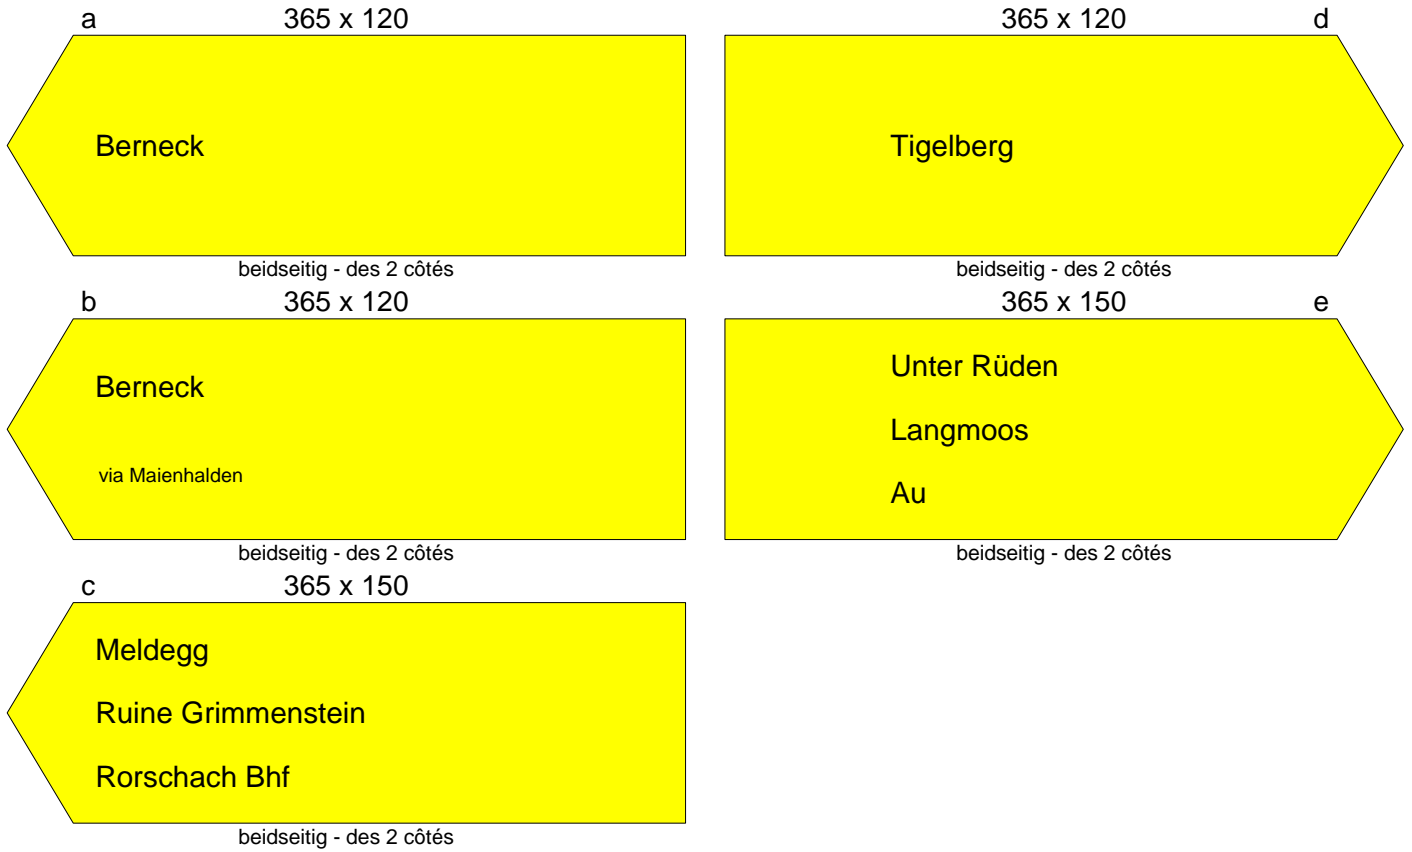 a 365 x 120
Berneck
beidseitig - des 2 côtés
365 x 120 d
Tigelberg
beidseitig - des 2 côtés
b 365 x 120
Berneck
via Maienhalden
beidseitig - des 2 côtés
365 x 150 e
Unter Rüden
Langmoos
Au
beidseitig - des 2 côtés
c 365 x 150
Meldegg
Ruine Grimmenstein
Rorschach Bhf
beidseitig - des 2 côtés